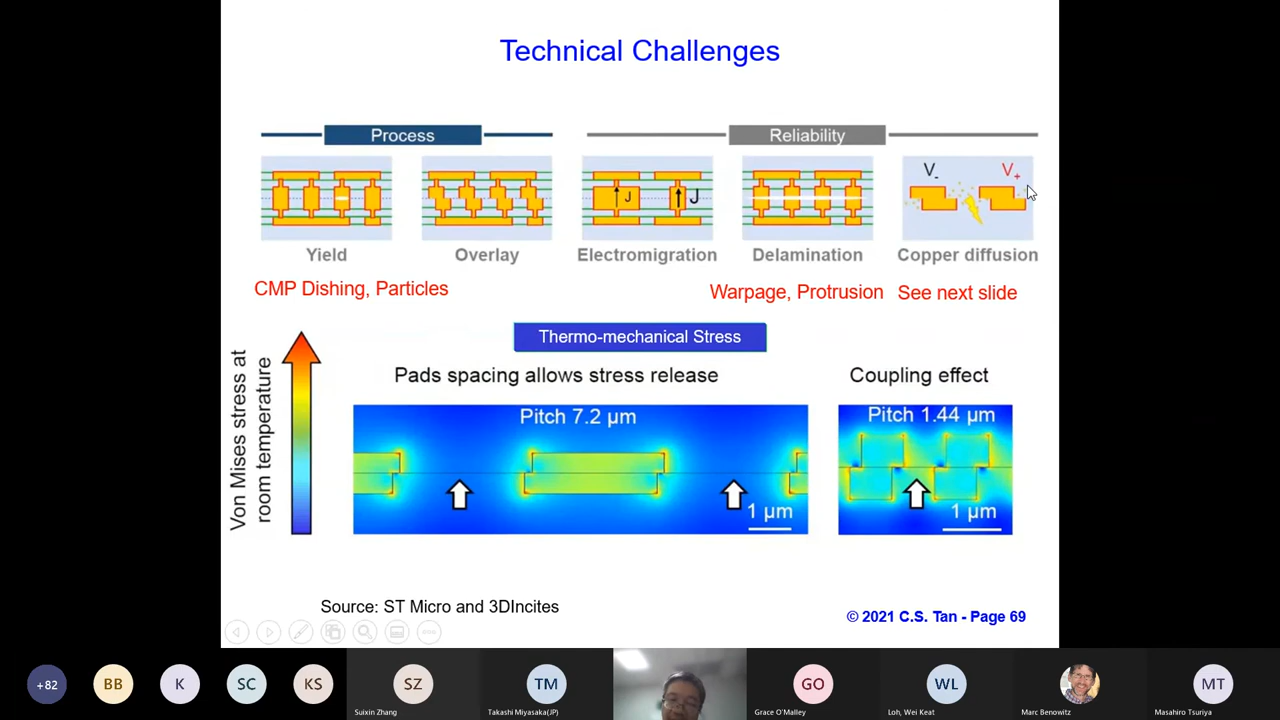 Technical Challenges
Process
Reliability
V-
V+
J
J
Yield
Overlay
Electromigration
Delamination
Copper diffusion
CMP Dishing, Particles
Warpage, Protrusion
See next slide
Thermo-mechanical Stress
Von Mises stress at
room temperature
Pads spacing allows stress release
Coupling effect
Pitch 7.2 µm
Pitch 1.44 µm
1 µm
1 µm
Source: ST Micro and 3DIncites
© 2021 C.S. Tan - Page 69
+82
BB
K
SC
KS
SZ
TM
GO
WL
MT
Suixin Zhang
Takashi Miyasaka(JP)
Grace O'Malley
Loh, Wei Keat
Marc Benowitz
Masahiro Tsuriya